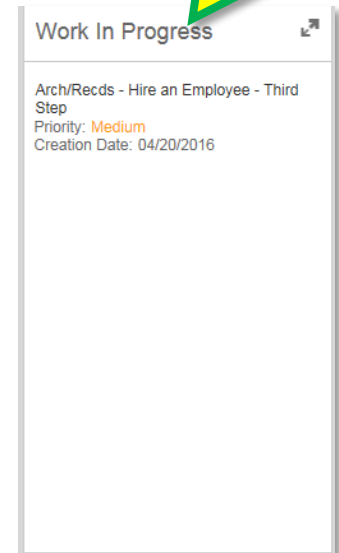 Work In Progress
Arch/Recds - Hire an Employee - Third
Step
Priority: Medium
Creation Date: 04/20/2016